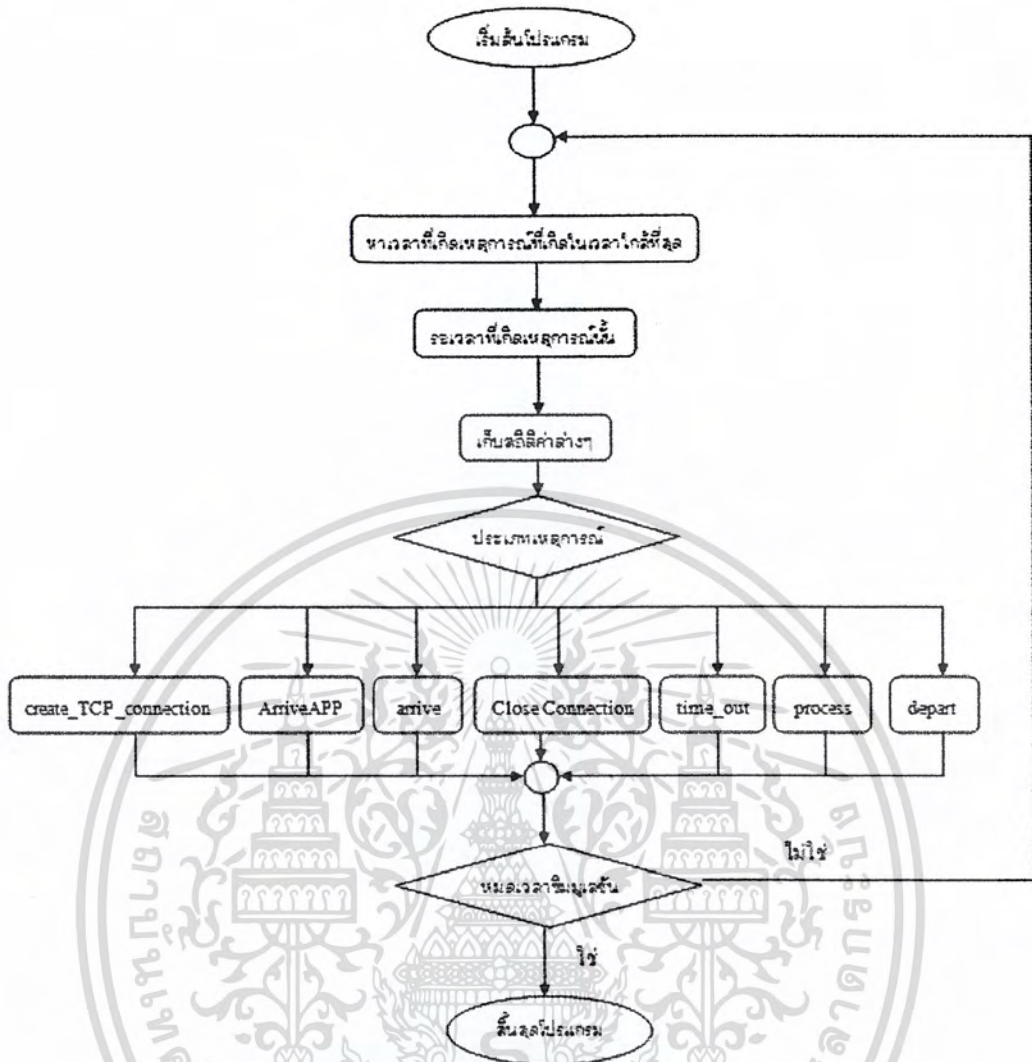 เริ่มต้นโปรแกรม
หาเวลาที่เกิดเหตุการณ์ที่เกิดในเวลาใกล้ที่สุด
ระเวลาที่เกิดเหตุการณ์นั้น
เก็บสถิติค่าต่างๆ
ประเภทเหตุการณ์
create_TCP_connection
ArriveAPP
arrive
Close Connection
time_out
process
depart
หมดเวลาซิมมูเลชัน
ไม่ใช่
ใช่
สิ้นสุดโปรแกรม